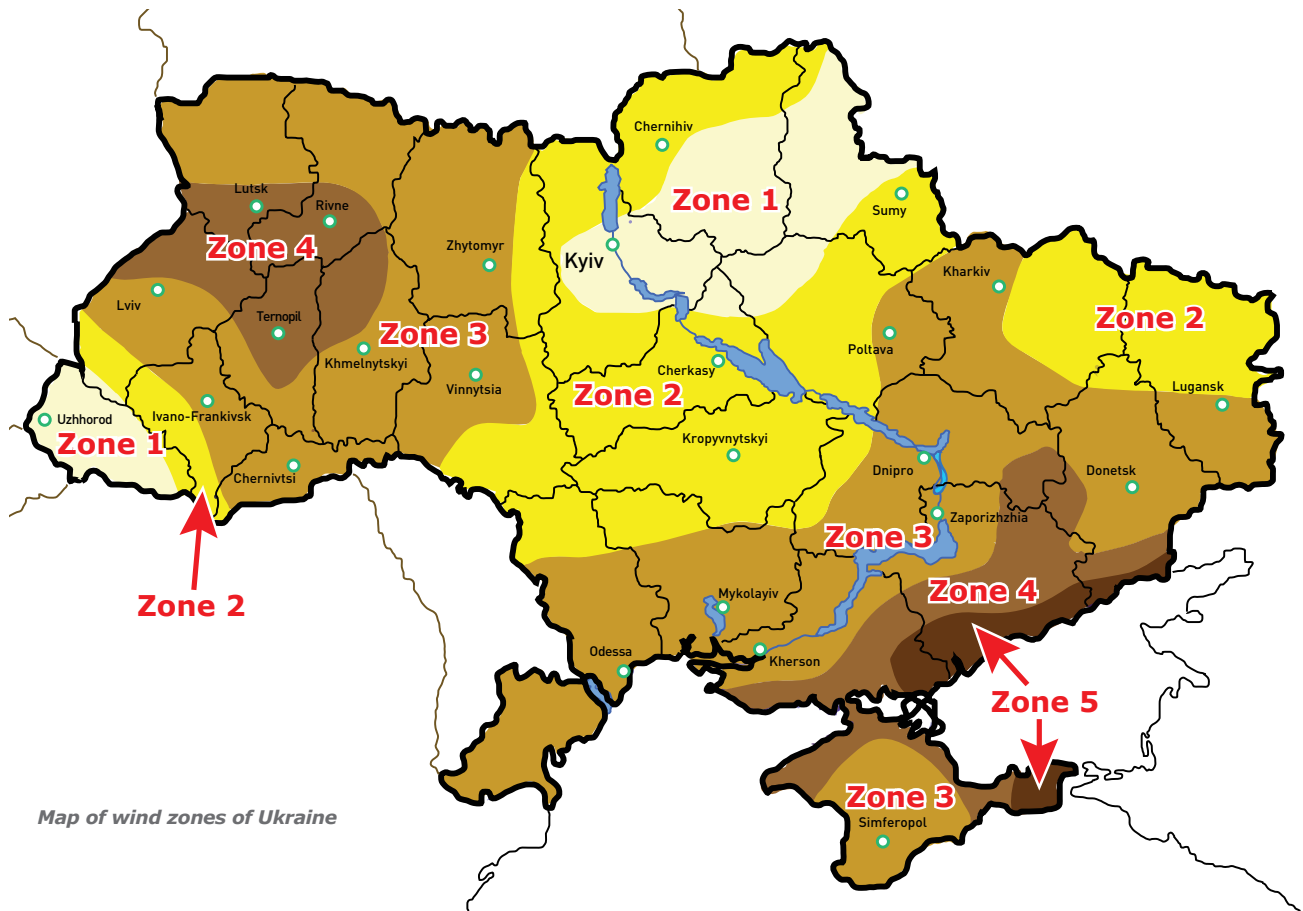 Chernihiv
Zone 1
Lutsk
Rivne
Sumy
Zone 4
Zhytomyr
Kyiv
Kharkiv
Lviv
Ternopil
Zone 3
Zone 2
Khmelnytskyi
Poltava
Cherkasy
Vinnytsia
Lugansk
Zone 2
Uzhhorod
Ivano-Frankivsk
Zone 1
Kropyvnytskyi
Chernivtsi
Dnipro
Donetsk
Zaporizhzhia
Zone 3
Zone 4
Zone 2
Mykolayiv
Odessa
Kherson
Zone 5
Zone 3
Simferopol
Map of wind zones of Ukraine